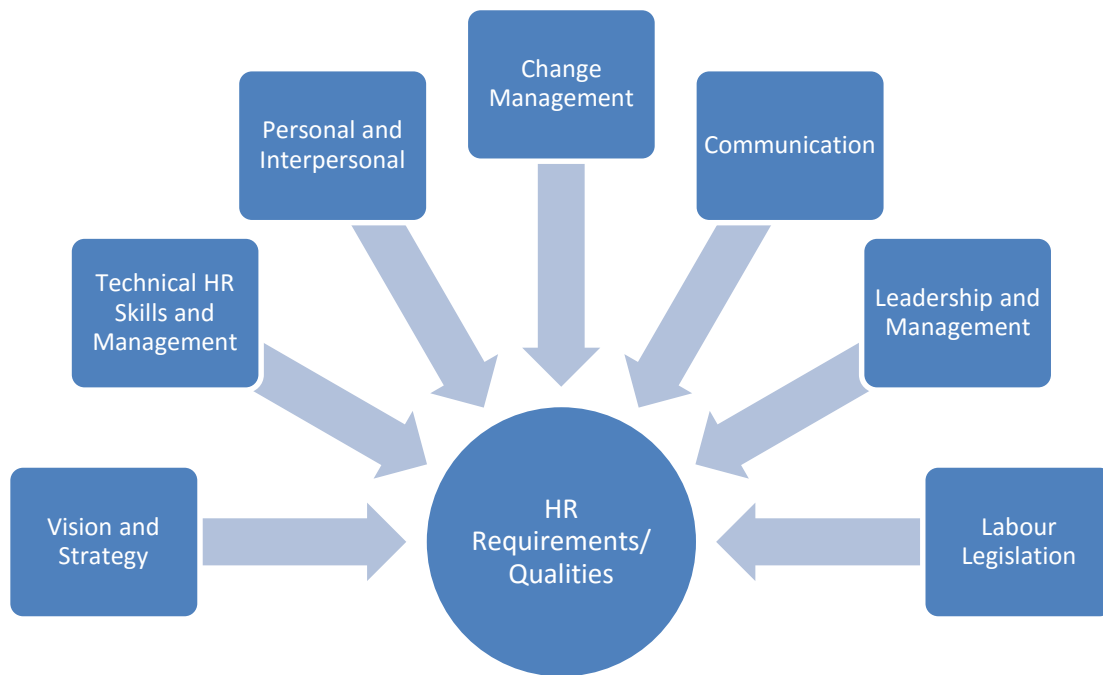 Change
Management
Personal and
Interpersonal
Communication
Technical HR
Skills and
Management
Leadership and
Management
Vision and
Strategy
HR
Requirements/
Qualities
Labour
Legislation